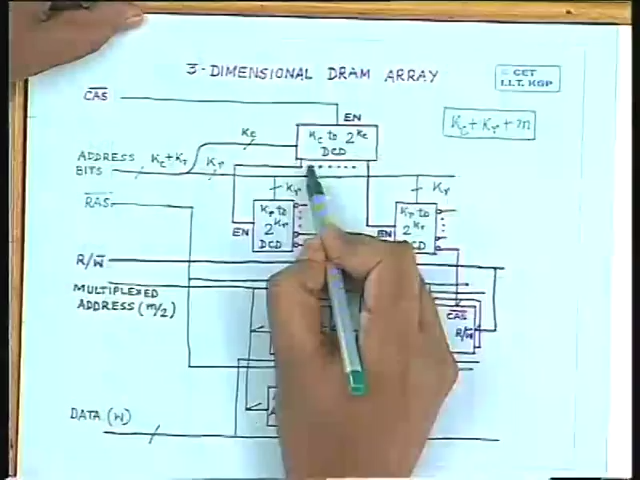 3-DIMENSIONAL DRAM ARRAY
© CET
I.I.T. KGP
CAS
EN
Kc + Kr + m
Kc
Kc to 2^Kc
DCD
ADDRESS
BITS
Kc+Kr
Kr
Kr
Kr
RAS
Kr to
2^Kr
DCD
EN
Kr to
2^Kr
DCD
EN
R/W
MULTIPLEXED
ADDRESS (m/2)
CAS
R/W
DATA (W)